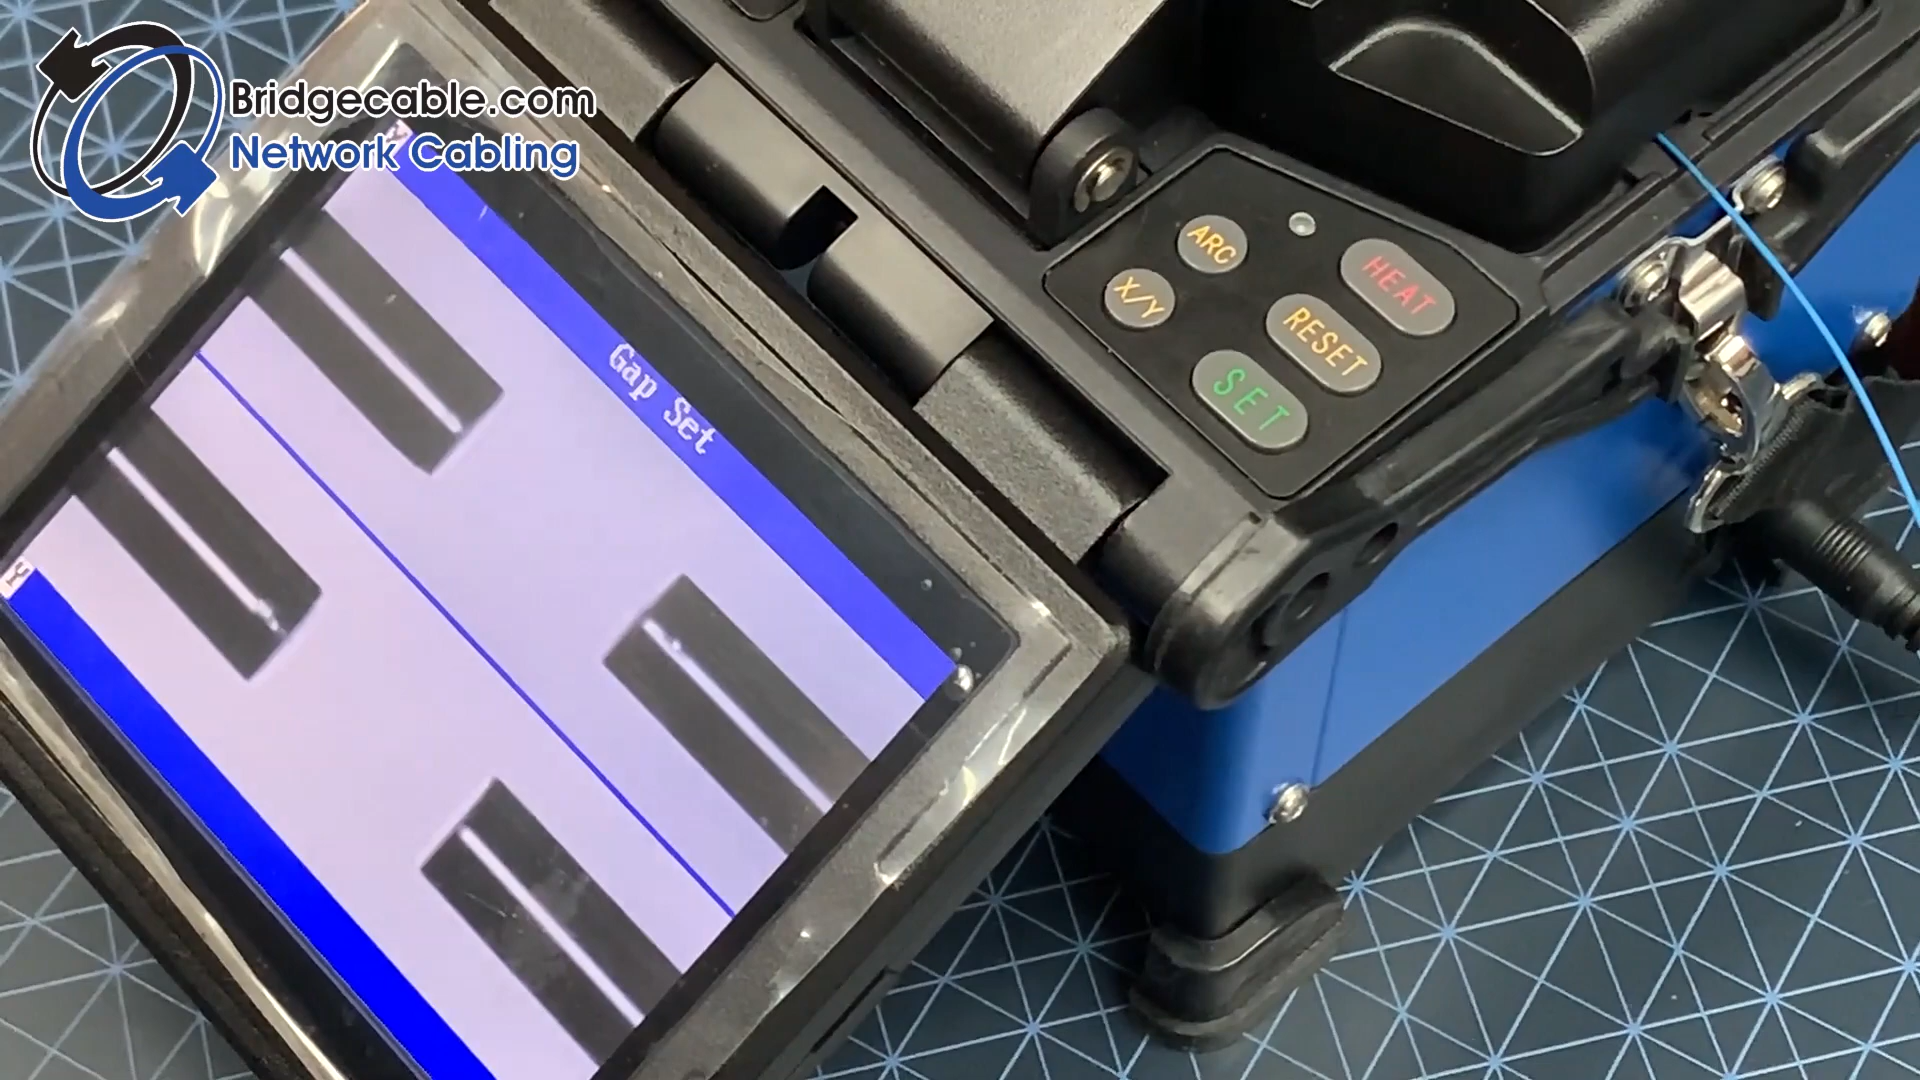 Bridgecable.com
Network Cabling
Gap Set
Y
ARC
X/Y
HEAT
RESET
SET